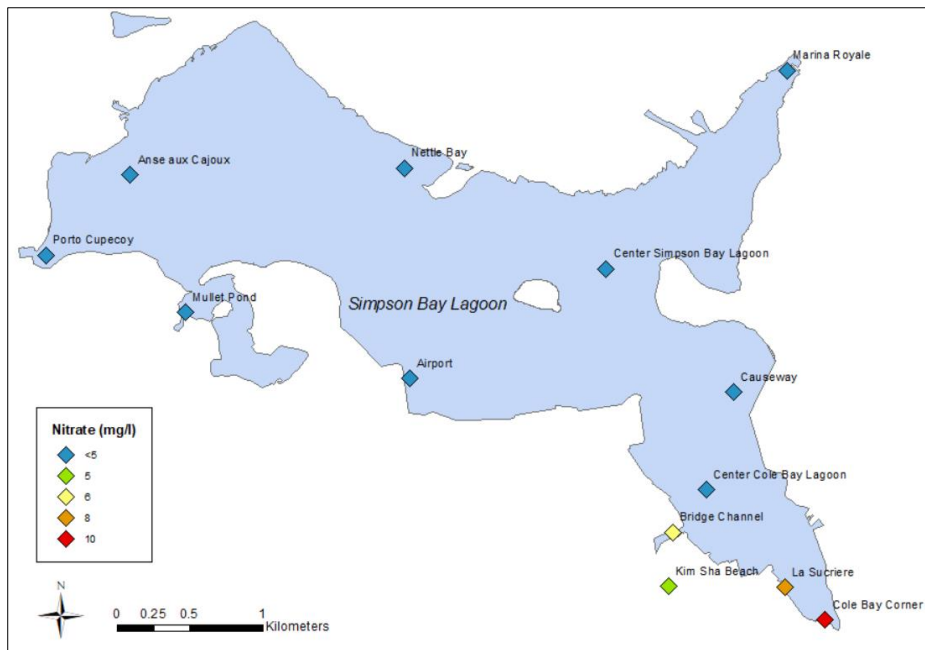 Marina Royale
Anse aux Cajoux
Nettle Bay
Porto Cupecoy
Center Simpson Bay Lagoon
Mullet Pond
Simpson Bay Lagoon
Airport
Causeway
Nitrate (mg/l)
<5
5
6
8
10
Center Cole Bay Lagoon
Bridge Channel
Kim Sha Beach
La Sucriere
Cole Bay Corner
N
0 0.25 0.5 1
Kilometers